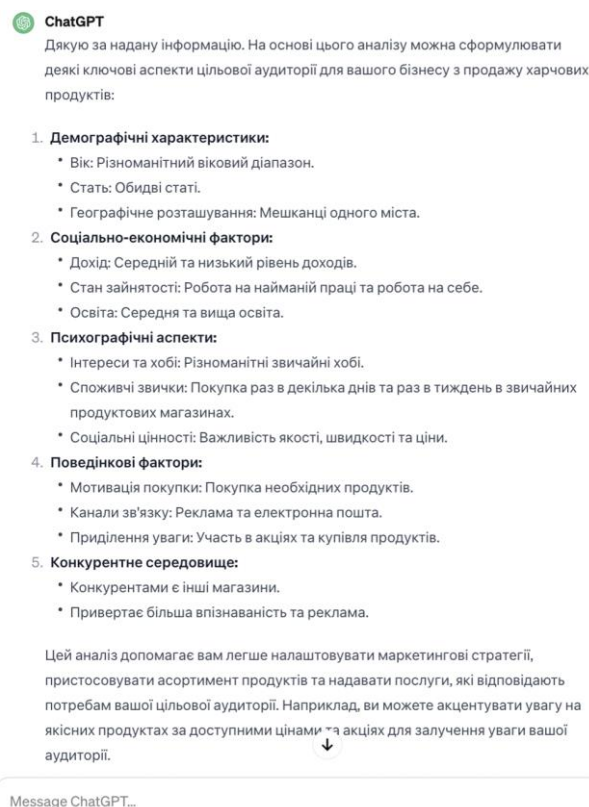 ChatGPT
Дякую за надану інформацію. На основі цього аналізу можна сформулювати
деякі ключові аспекти цільової аудиторії для вашого бізнесу з продажу харчових
продуктів:
1. Демографічні характеристики:
• Вік: Різноманітний віковий діапазон.
• Стать: Обидві статі.
• Географічне розташування: Мешканці одного міста.
2. Соціально-економічні фактори:
• Дохід: Середній та низький рівень доходів.
• Стан зайнятості: Робота на найманій праці та робота на себе.
• Освіта: Середня та вища освіта.
3. Психографічні аспекти:
• Інтереси та хобі: Різноманітні звичайні хобі.
• Споживчі звички: Покупка раз в декілька днів та раз в тиждень в звичайних
продуктових магазинах.
• Соціальні цінності: Важливість якості, швидкості та ціни.
4. Поведінкові фактори:
• Мотивація покупки: Покупка необхідних продуктів.
• Канали зв'язку: Реклама та електронна пошта.
• Приділення уваги: Участь в акціях та купівля продуктів.
5. Конкурентне середовище:
• Конкурентами є інші магазини.
• Привертає більша впізнаваність та реклама.
Цей аналіз допомагає вам легше налаштовувати маркетингові стратегії,
пристосовувати асортимент продуктів та надавати послуги, які відповідають
потребам вашої цільової аудиторії. Наприклад, ви можете акцентувати увагу на
якісних продуктах за доступними цінами та акціях для залучення уваги вашої
аудиторії.
Message ChatGPT...